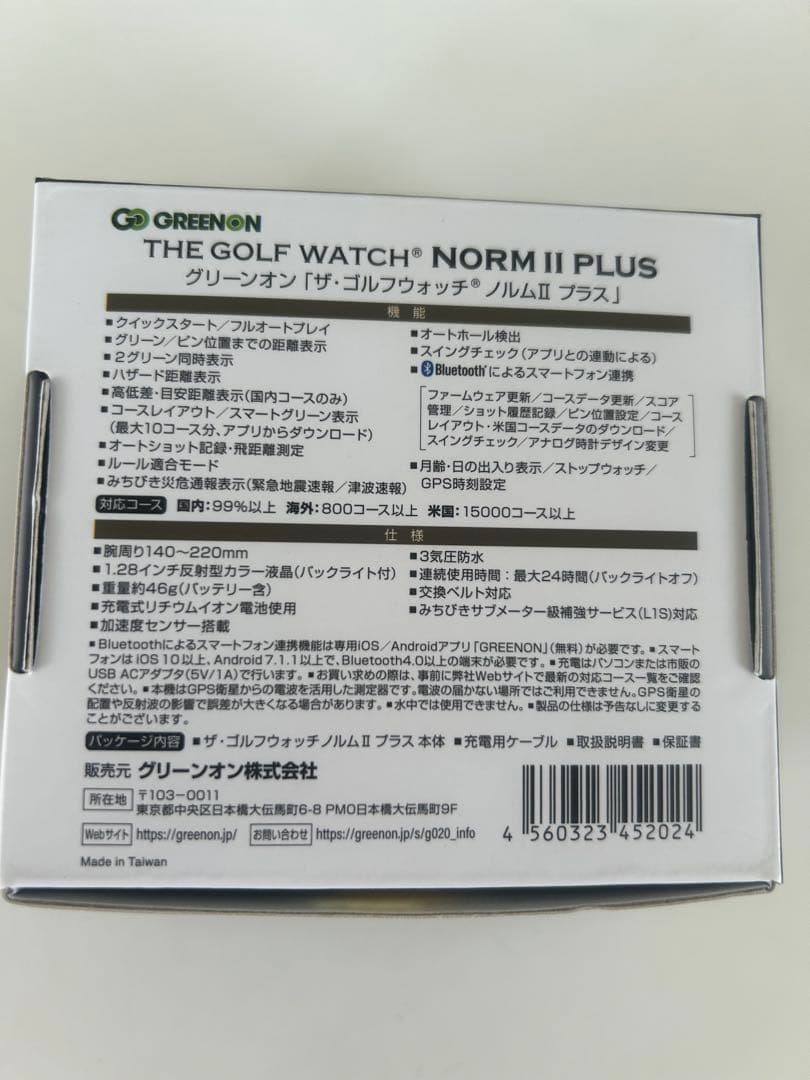 GO GREENON
THE GOLF WATCH® NORM II PLUS
グリーンオン「ザ・ゴルフウォッチ® ノルムII プラス」
機能
■クイックスタート／フルオートプレイ
■グリーン／ピン位置までの距離表示
■2グリーン同時表示
■ハザード距離表示
■高低差・目安距離表示(国内コースのみ)
■コースレイアウト／スマートグリーン表示
(最大10コース分、アプリからダウンロード)
■オートショット記録・飛距離測定
■ルール適合モード
■みちびき災危通報表示(緊急地震速報／津波速報)
■オートホール検出
■スイングチェック(アプリとの連動による)
■Bluetooth®によるスマートフォン連携
ファームウェア更新／コースデータ更新／スコア
管理／ショット履歴記録／ピン位置設定／コース
レイアウト・米国コースデータのダウンロード／
スイングチェック／アナログ時計デザイン変更
■月齢・日の出入り表示／ストップウォッチ／
GPS時刻設定
対応コース 国内：99%以上 海外：800コース以上 米国：15000コース以上
仕様
■腕周り140～220mm
■1.28インチ反射型カラー液晶(バックライト付)
■重量約46g(バッテリー含)
■充電式リチウムイオン電池使用
■加速度センサー搭載
■3気圧防水
■連続使用時間：最大24時間(バックライトオフ)
■交換ベルト対応
■みちびきサブメーター級補強サービス(L1S)対応
■Bluetoothによるスマートフォン連携機能は専用iOS／Androidアプリ「GREENON」(無料)が必要です。■スマート
フォンは iOS 10以上、Android 7.1.1以上で、Bluetooth4.0以上の端末が必要です。■充電はパソコンまたは市販の
USB ACアダプタ(5V/1A)で行います。■お買い求めの際は、事前に弊社Webサイトで最新の対応コース一覧をご確認
ください。■本機はGPS衛星からの電波を活用した測定器です。電波の届かない場所ではご利用できません。GPS衛星の
配置や反射波の影響で誤差が大きくなる場合があります。■水中では使用できません。■製品の仕様は予告なしに変更する
ことがございます。
パッケージ内容 ■ザ・ゴルフウォッチノルムII プラス 本体 ■充電用ケーブル ■取扱説明書 ■保証書
販売元 グリーンオン株式会社
所在地 〒103-0011
東京都中央区日本橋大伝馬町6-8 PMO日本橋大伝馬町9F
Webサイト https://greenon.jp/ お問い合わせ https://greenon.jp/s/g020_info
4 560323 452024
Made in Taiwan